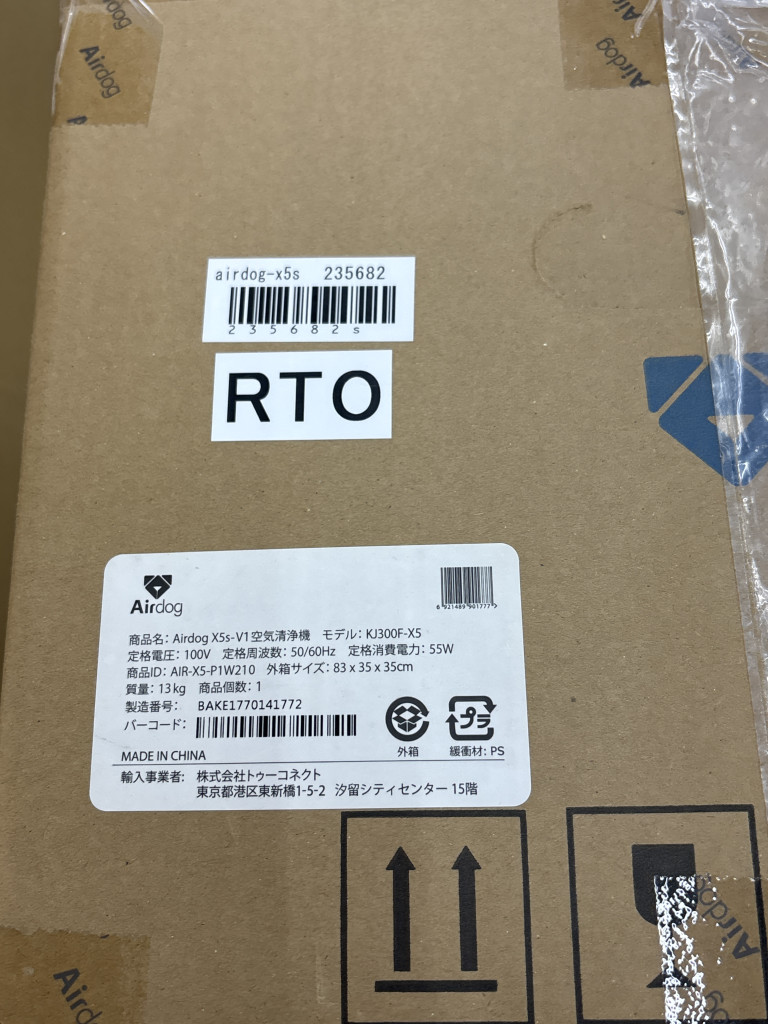 Airdog
Airdog
airdog-x5s 235682
235682s
RTO
Airdog
6 921489 901777 >
商品名: Airdog X5s-V1空気清浄機 モデル: KJ300F-X5
定格電圧: 100V 定格周波数: 50/60Hz 定格消費電力: 55W
商品ID: AIR-X5-P1W210 外箱サイズ: 83 x 35 x 35cm
質量: 13kg 商品個数: 1
製造番号: BAKE1770141772
バーコード:
プラ
外箱 緩衝材: PS
MADE IN CHINA
輸入事業者: 株式会社トゥーコネクト
東京都港区東新橋1-5-2 汐留シティセンター 15階
Airdog
Airdog